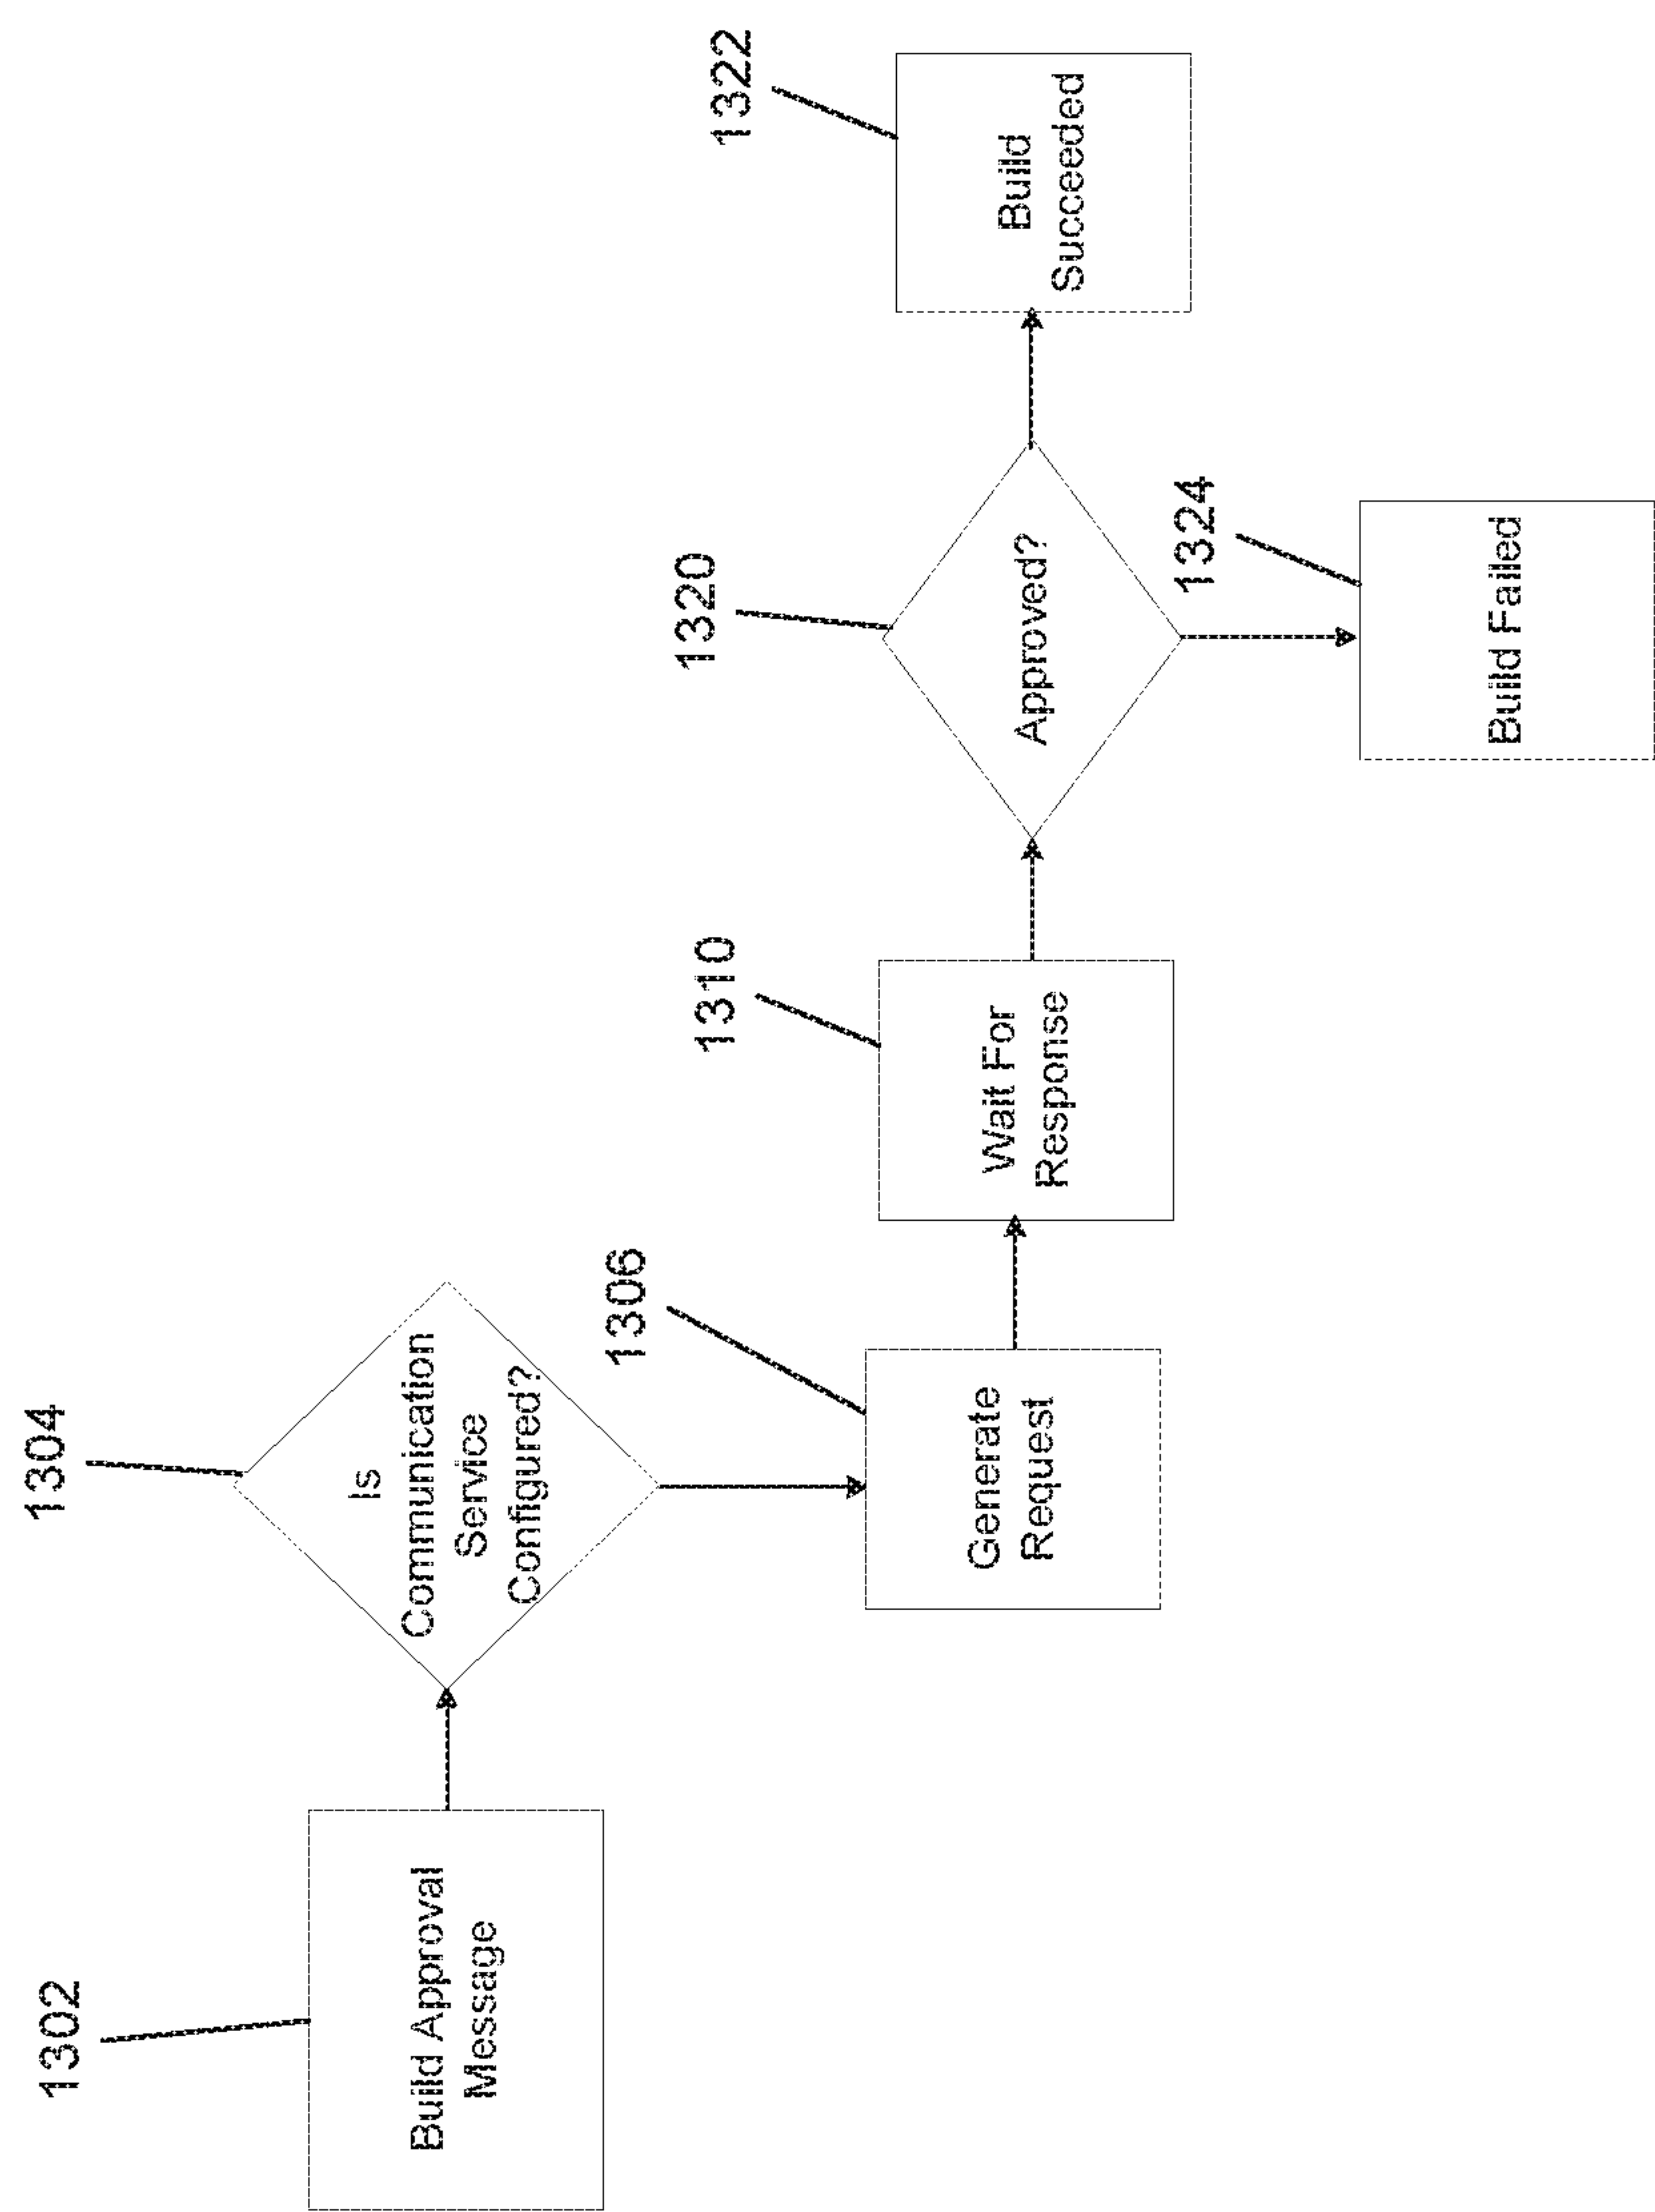 1302
Build Approval
Message
1304
Is
Communication
Service
Configured?
1306
Generate
Request
1310
Wait For
Response
1320
Approved?
1322
Build
Succeeded
1324
Build Failed